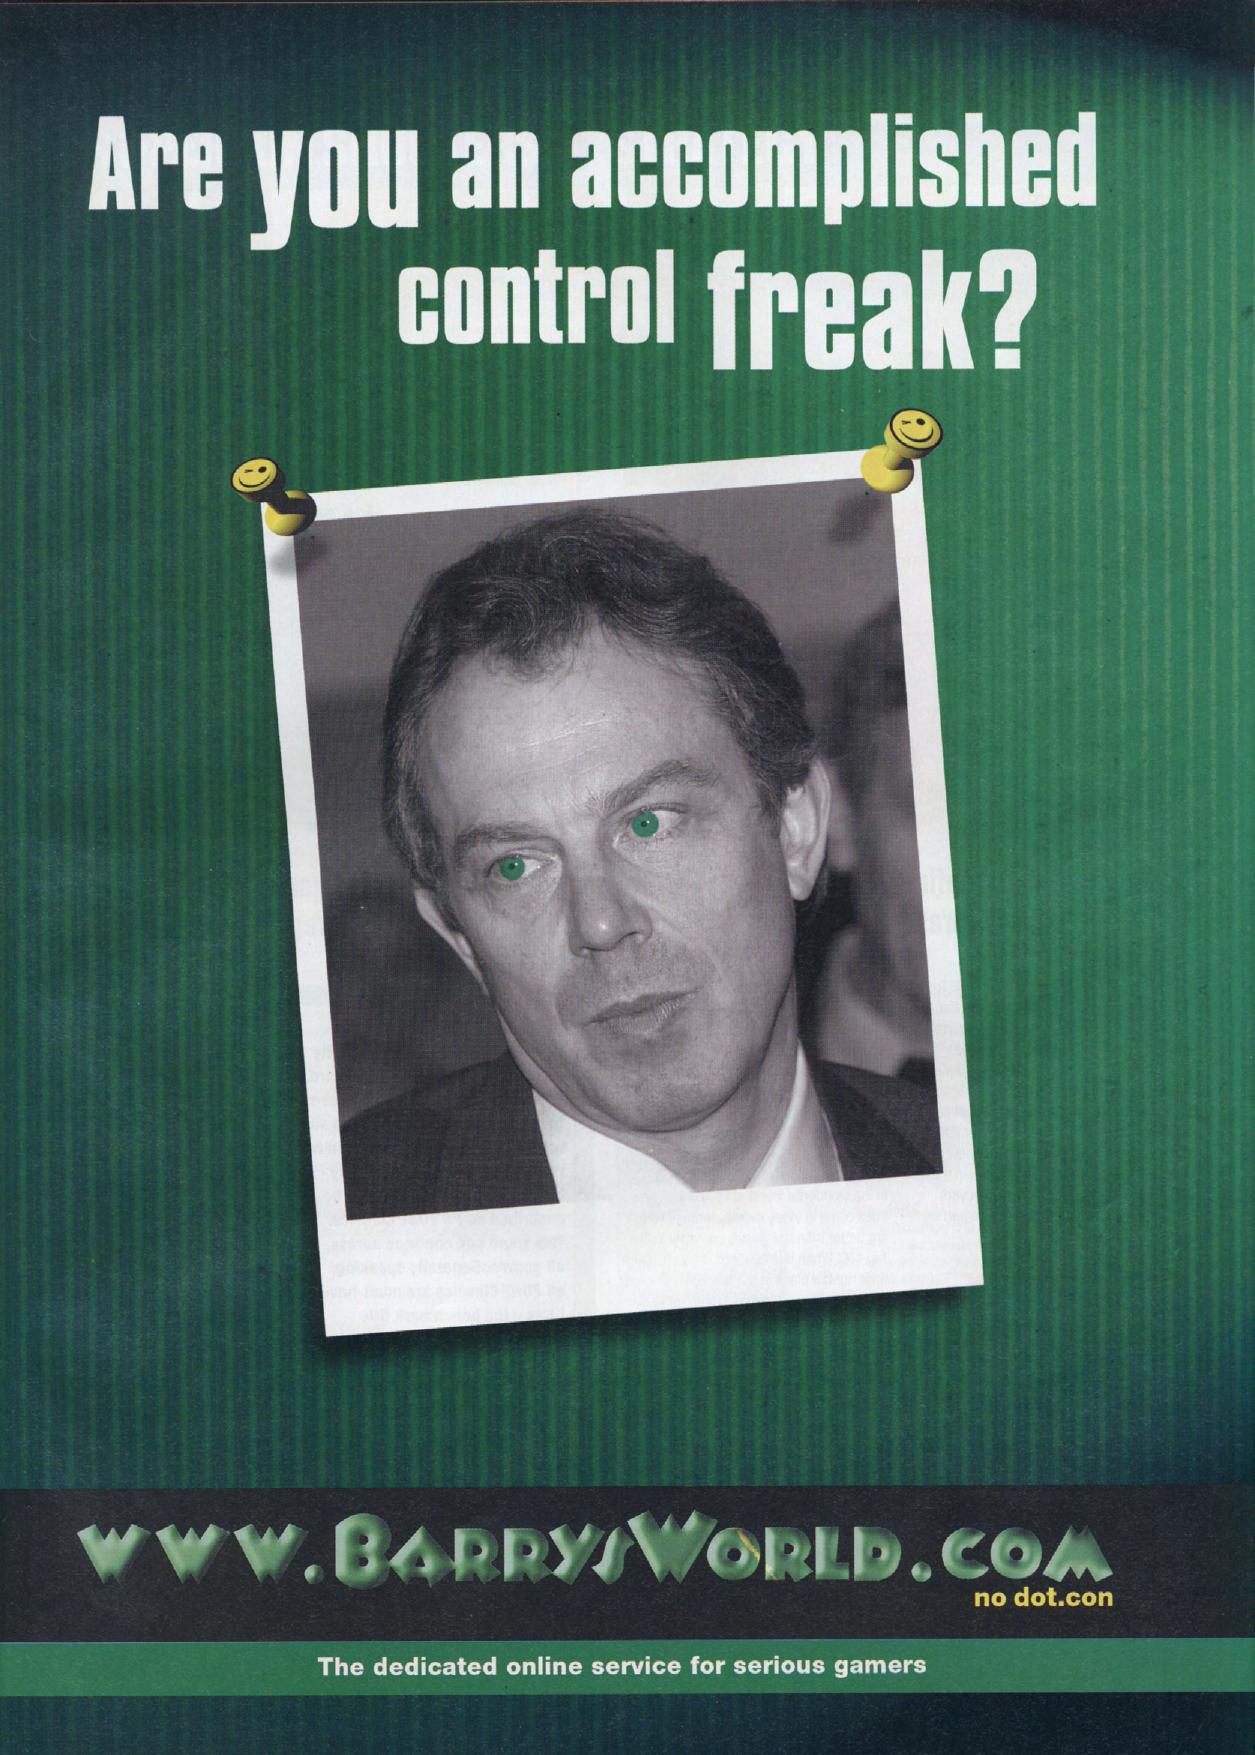 Are you an accomplished
control freak?
www.BarrysWorld.com
no dot.con
The dedicated online service for serious gamers